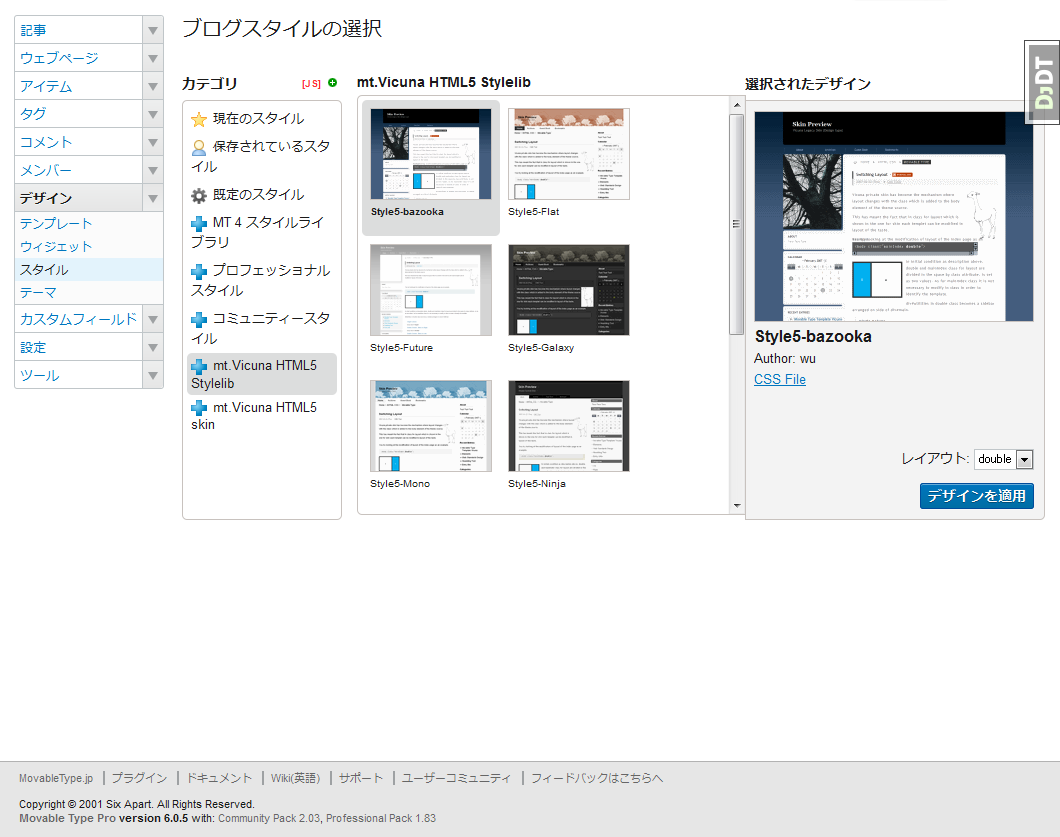 記事
ウェブページ
アイテム
タグ
コメント
メンバー
デザイン
テンプレート
ウィジェット
スタイル
テーマ
カスタムフィールド
設定
ツール
ブログスタイルの選択
カテゴリ [JS]
現在のスタイル
保存されているスタ
イル
既定のスタイル
MT 4 スタイルライ
ブラリ
プロフェッショナル
スタイル
コミュニティースタ
イル
mt.Vicuna HTML5
Stylelib
mt.Vicuna HTML5
skin
mt.Vicuna HTML5 Stylelib
Style5-bazooka
Style5-Flat
Style5-Future
Style5-Galaxy
Style5-Mono
Style5-Ninja
選択されたデザイン
DJDT
Skin Preview
Switching Layout
Style5-bazooka
Author: wu
CSS File
レイアウト: double
デザインを適用
MovableType.jp | プラグイン | ドキュメント | Wiki(英語) | サポート | ユーザーコミュニティ | フィードバックはこちらへ
Copyright © 2001 Six Apart. All Rights Reserved.
Movable Type Pro version 6.0.5 with: Community Pack 2.03, Professional Pack 1.83